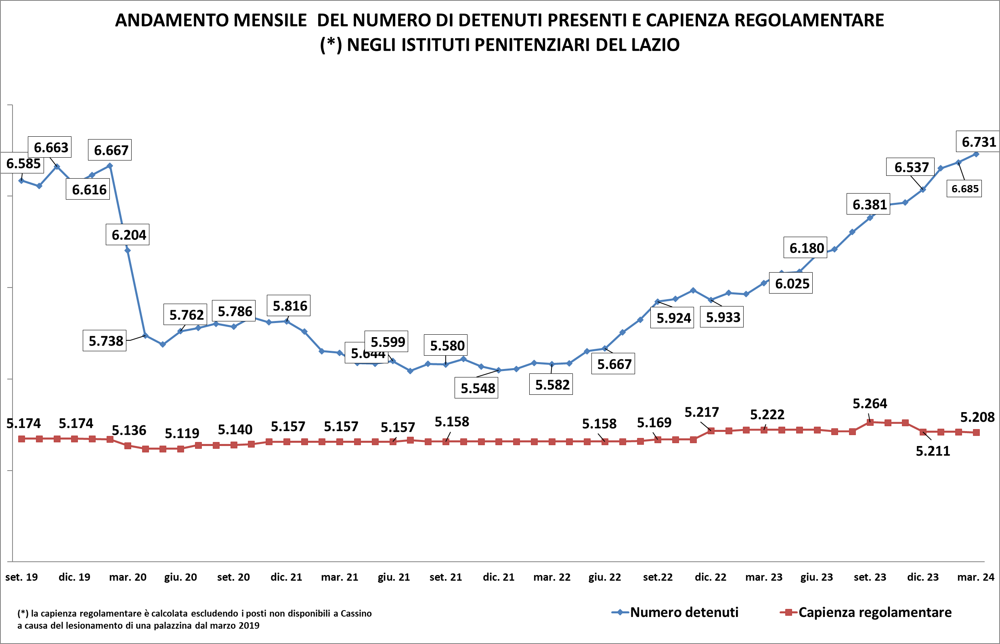 ANDAMENTO MENSILE DEL NUMERO DI DETENUTI PRESENTI E CAPIENZA REGOLAMENTARE
(*) NEGLI ISTITUTI PENITENZIARI DEL LAZIO
6.585
6.663
6.616
6.667
6.204
5.738
5.762
5.786
5.816
5.644
5.599
5.580
5.548
5.582
5.667
5.924
5.933
6.025
6.180
6.381
6.537
6.685
6.731
5.174
5.174
5.136
5.119
5.140
5.157
5.157
5.157
5.158
5.158
5.169
5.217
5.222
5.264
5.211
5.208
set. 19
dic. 19
mar. 20
giu. 20
set. 20
dic. 21
mar. 21
giu. 21
set. 21
dic. 21
mar. 22
giu. 22
set.22
dic. 22
mar. 23
giu. 23
set. 23
dic. 23
mar. 24
(*) la capienza regolamentare è calcolata escludendo i posti non disponibili a Cassino
a causa del lesionamento di una palazzina dal marzo 2019
Numero detenuti
Capienza regolamentare